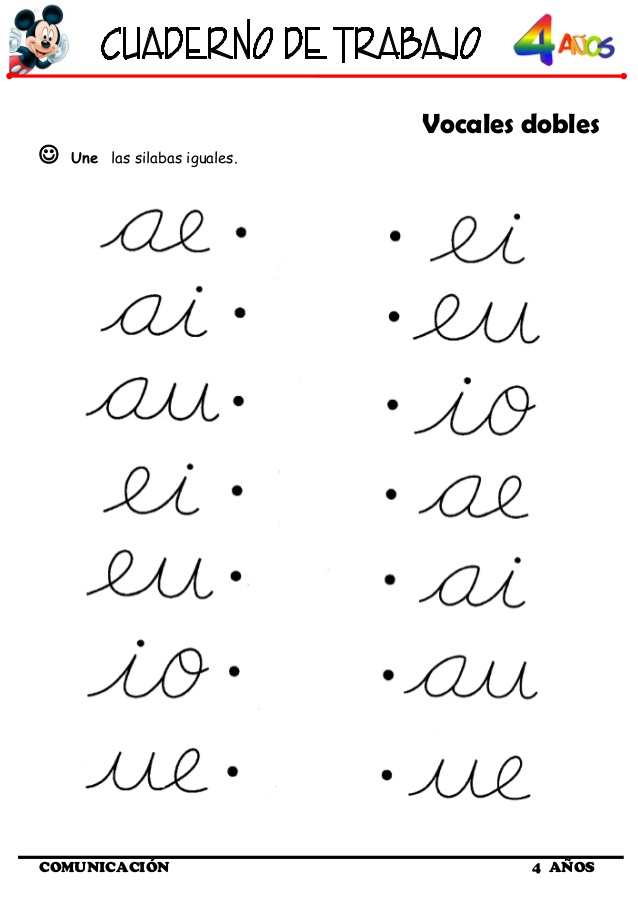 CUADERNO DE TRABAJO 4 AÑOS
Vocales dobles
Une las silabas iguales.
ae • • ei
ai • • eu
au • • io
ei • • ae
eu • • ai
io • • au
ue • • ue
COMUNICACIÓN 4 AÑOS